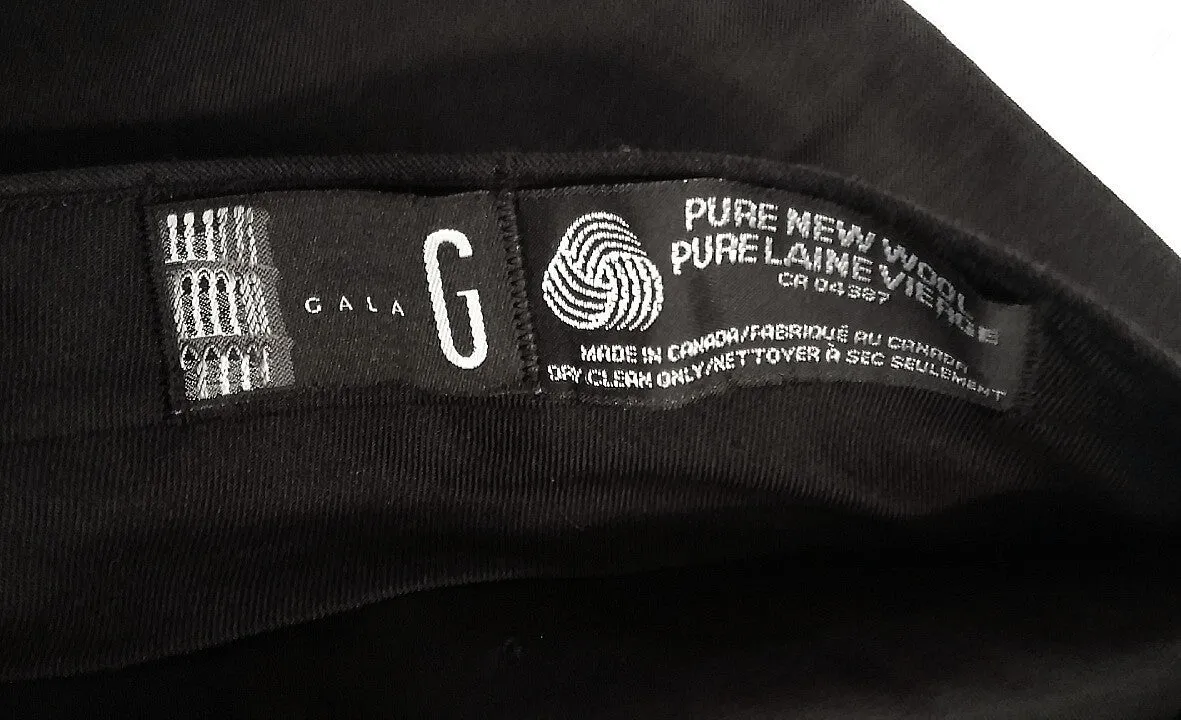 GALA
G
PURE NEW WOOL
PURE LAINE VIERGE
CR 04387
MADE IN CANADA/FABRIQUÉ AU CANADA
DRY CLEAN ONLY/NETTOYER À SEC SEULEMENT